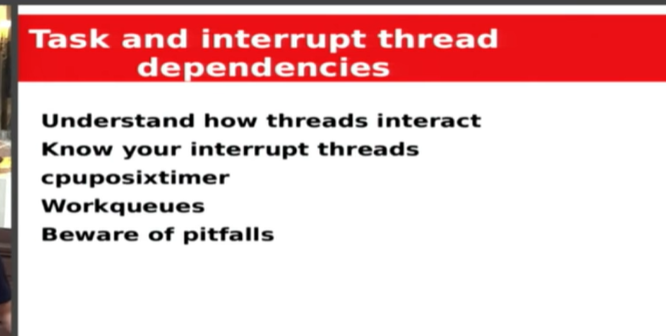 Task and interrupt thread
dependencies
Understand how threads interact
Know your interrupt threads
cpuposixtimer
Workqueues
Beware of pitfalls